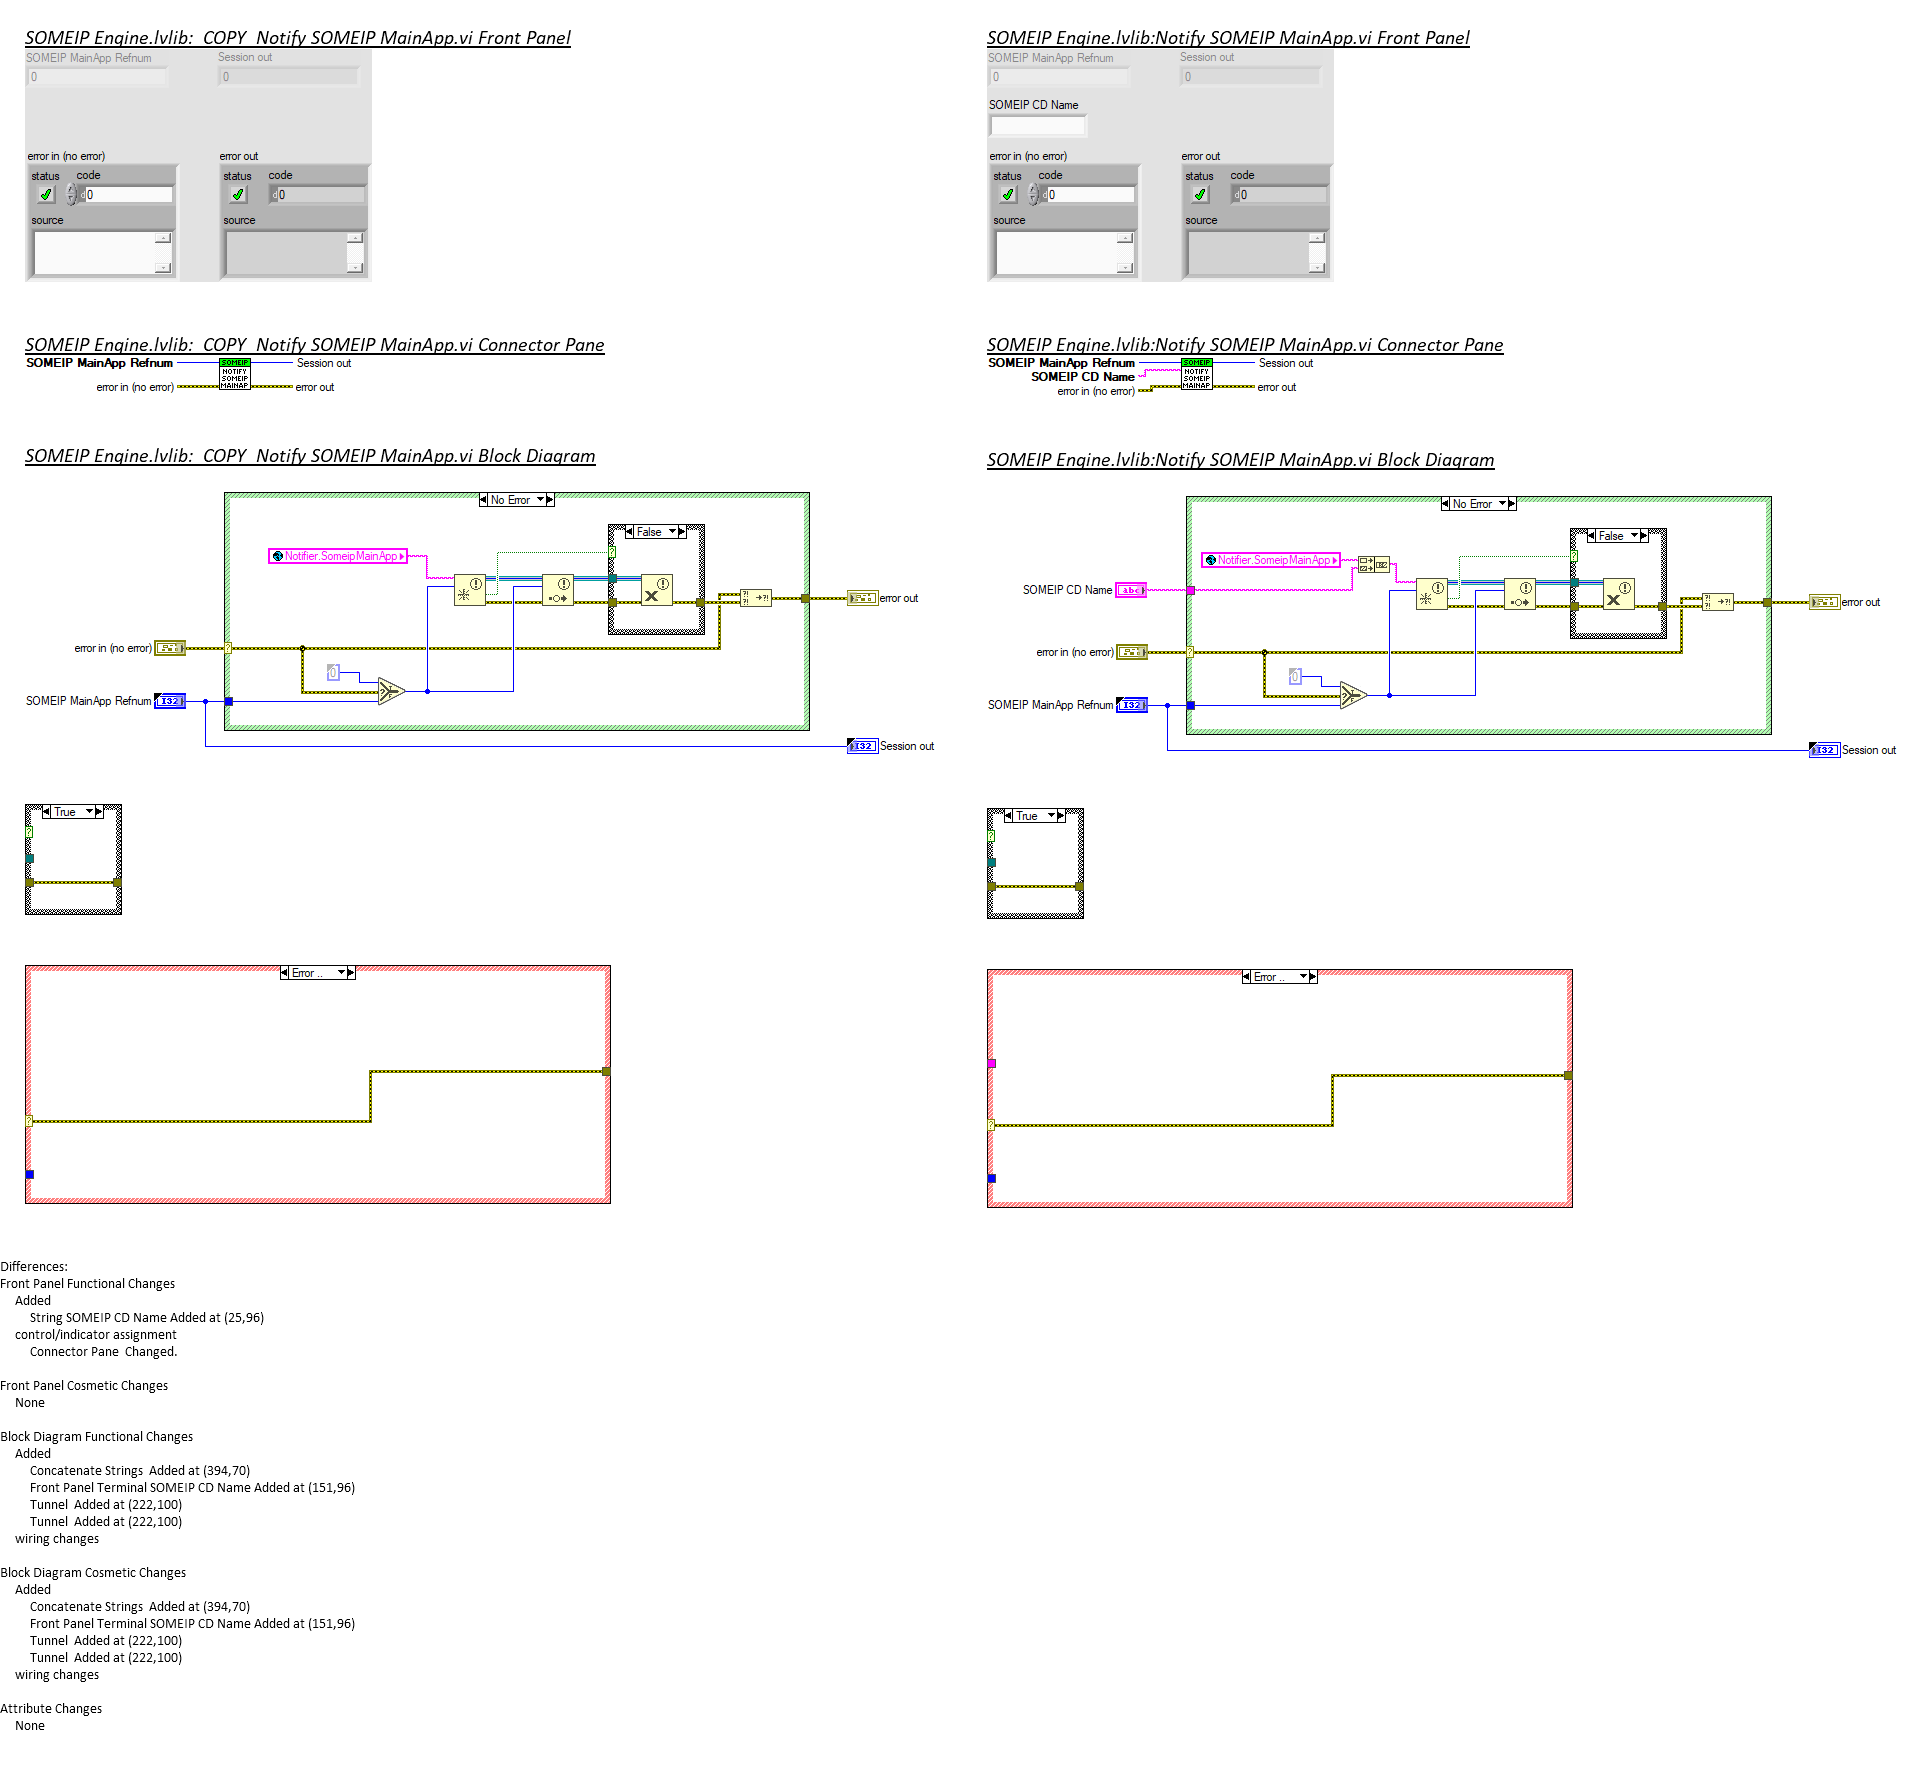 SOMEIP Engine.lvlib:_COPY_Notify SOMEIP MainApp.vi Front Panel
SOMEIP MainApp Refnum
Session out
0
0
error in (no error)
error out
status
code
status
code
0
0
source
source
SOMEIP Engine.lvlib:Notify SOMEIP MainApp.vi Front Panel
SOMEIP MainApp Refnum
Session out
0
0
SOMEIP CD Name
error in (no error)
error out
status
code
status
code
0
0
source
source
SOMEIP Engine.lvlib:_COPY_Notify SOMEIP MainApp.vi Connector Pane
SOMEIP MainApp Refnum
Session out
error in (no error)
error out
SOMEIP
NOTIFY
SOMEIP
MAINAP
SOMEIP Engine.lvlib:Notify SOMEIP MainApp.vi Connector Pane
SOMEIP MainApp Refnum
Session out
SOMEIP CD Name
error in (no error)
error out
SOMEIP
NOTIFY
SOMEIP
MAINAP
SOMEIP Engine.lvlib:_COPY_Notify SOMEIP MainApp.vi Block Diagram
No Error
False
Notifier.SomeipMainApp
error out
error in (no error)
0
SOMEIP MainApp Refnum
I32
I32
Session out
True
Error ..
SOMEIP Engine.lvlib:Notify SOMEIP MainApp.vi Block Diagram
No Error
False
Notifier.SomeipMainApp
SOMEIP CD Name
abc
error out
error in (no error)
0
SOMEIP MainApp Refnum
I32
I32
Session out
True
Error ..
Differences:
Front Panel Functional Changes
Added
String SOMEIP CD Name Added at (25,96)
control/indicator assignment
Connector Pane  Changed.
Front Panel Cosmetic Changes
None
Block Diagram Functional Changes
Added
Concatenate Strings  Added at (394,70)
Front Panel Terminal SOMEIP CD Name Added at (151,96)
Tunnel  Added at (222,100)
Tunnel  Added at (222,100)
wiring changes
Block Diagram Cosmetic Changes
Added
Concatenate Strings  Added at (394,70)
Front Panel Terminal SOMEIP CD Name Added at (151,96)
Tunnel  Added at (222,100)
Tunnel  Added at (222,100)
wiring changes
Attribute Changes
None